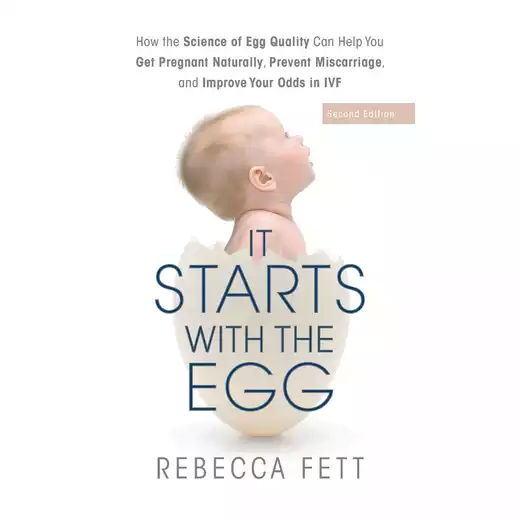 How the Science of Egg Quality Can Help You
Get Pregnant Naturally, Prevent Miscarriage,
and Improve Your Odds in IVF
Second Edition
IT
STARTS
WITH THE
EGG
REBECCA FETT